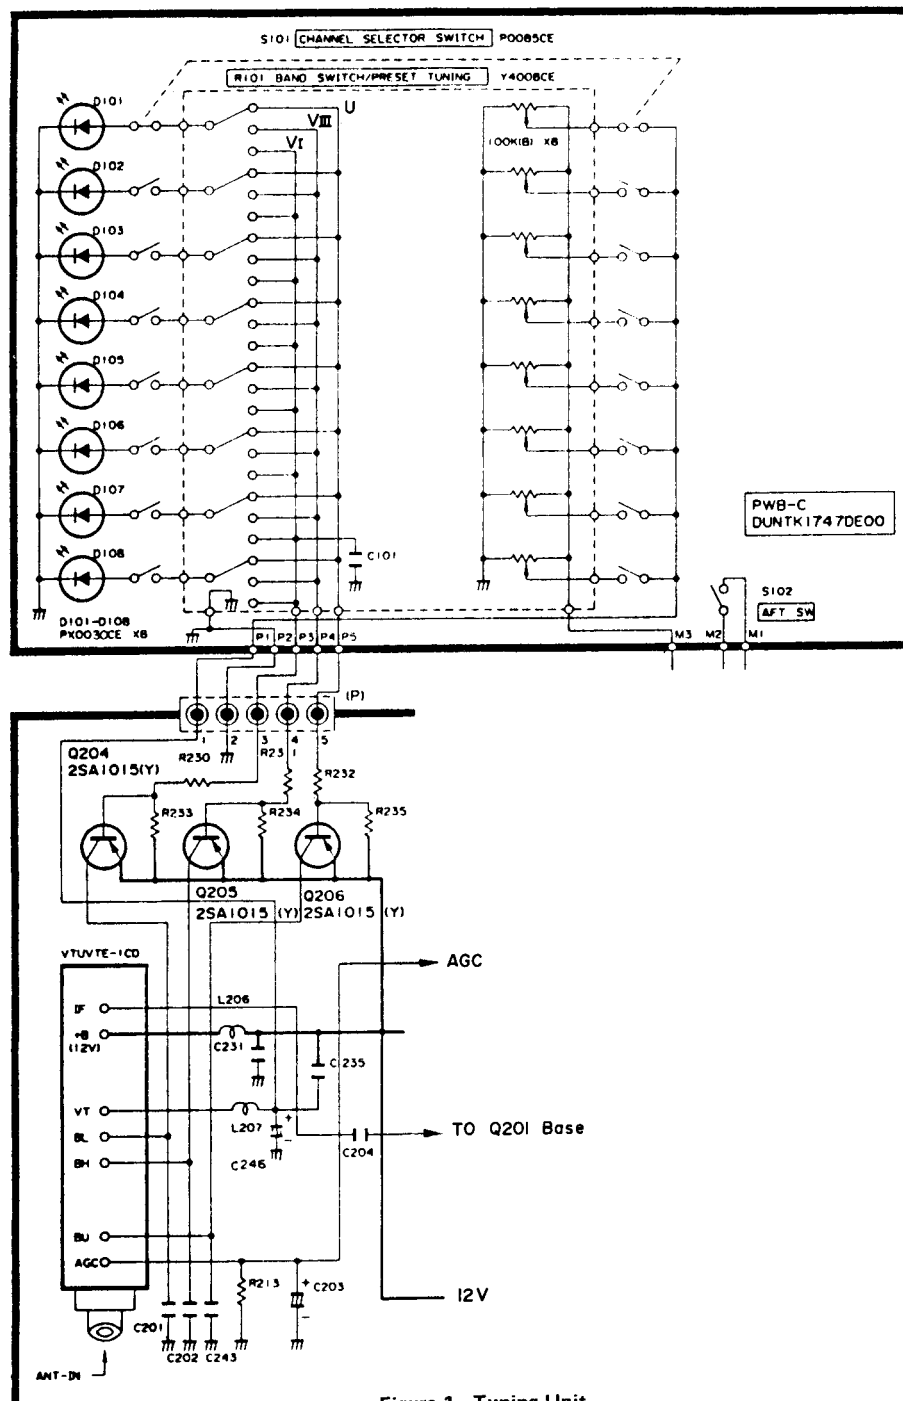 S101 CHANNEL SELECTOR SWITCH P0085CE
R101 BAND SWITCH/PRESET TUNING Y4008CE
D101
U
VIII
VI
100K(B) X8
D102
D103
D104
D105
D106
D107
D108
C101
PWB-C
DUNTK1747DE00
S102
AFT SW
D101-D108
PX0030CE X8
P1 P2 P3 P4 P5
M3 M2 M1
(P)
1 2 3 4 5
Q204
2SA1015(Y)
R230
R231
R232
R233
R234
R235
Q205
2SA1015 (Y)
Q206
2SA1015 (Y)
VTUVTE-1CD
AGC
IF
L206
+B
(12V)
C231
C235
VT
L207
+
-
BL
C246
C204
TO Q201 Base
BH
BU
AGC
R213
+
C203
-
12V
C201
C202 C243
ANT-IN
Figure 1. Tuning Unit